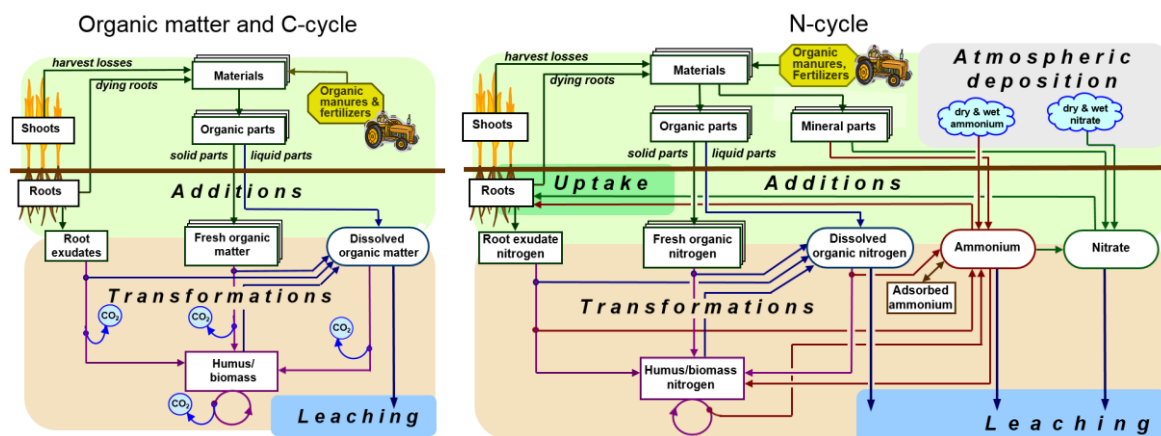 Organic matter and C-cycle
harvest losses
dying roots
Materials
Organic
manures &
fertilizers
Shoots
Organic parts
solid parts
liquid parts
Roots
Additions
Root
exudates
Fresh organic
matter
Dissolved
organic matter
Transformations
CO2
CO2
CO2
Humus/
biomass
CO2
Leaching
N-cycle
harvest losses
dying roots
Materials
Organic
manures,
Fertilizers
Atmospheric
deposition
Shoots
Organic parts
Mineral parts
dry & wet
ammonium
dry & wet
nitrate
solid parts
liquid parts
Roots
Uptake
Additions
Root exudate
nitrogen
Fresh organic
nitrogen
Dissolved
organic nitrogen
Ammonium
Nitrate
Adsorbed
ammonium
Transformations
Humus/biomass
nitrogen
Leaching